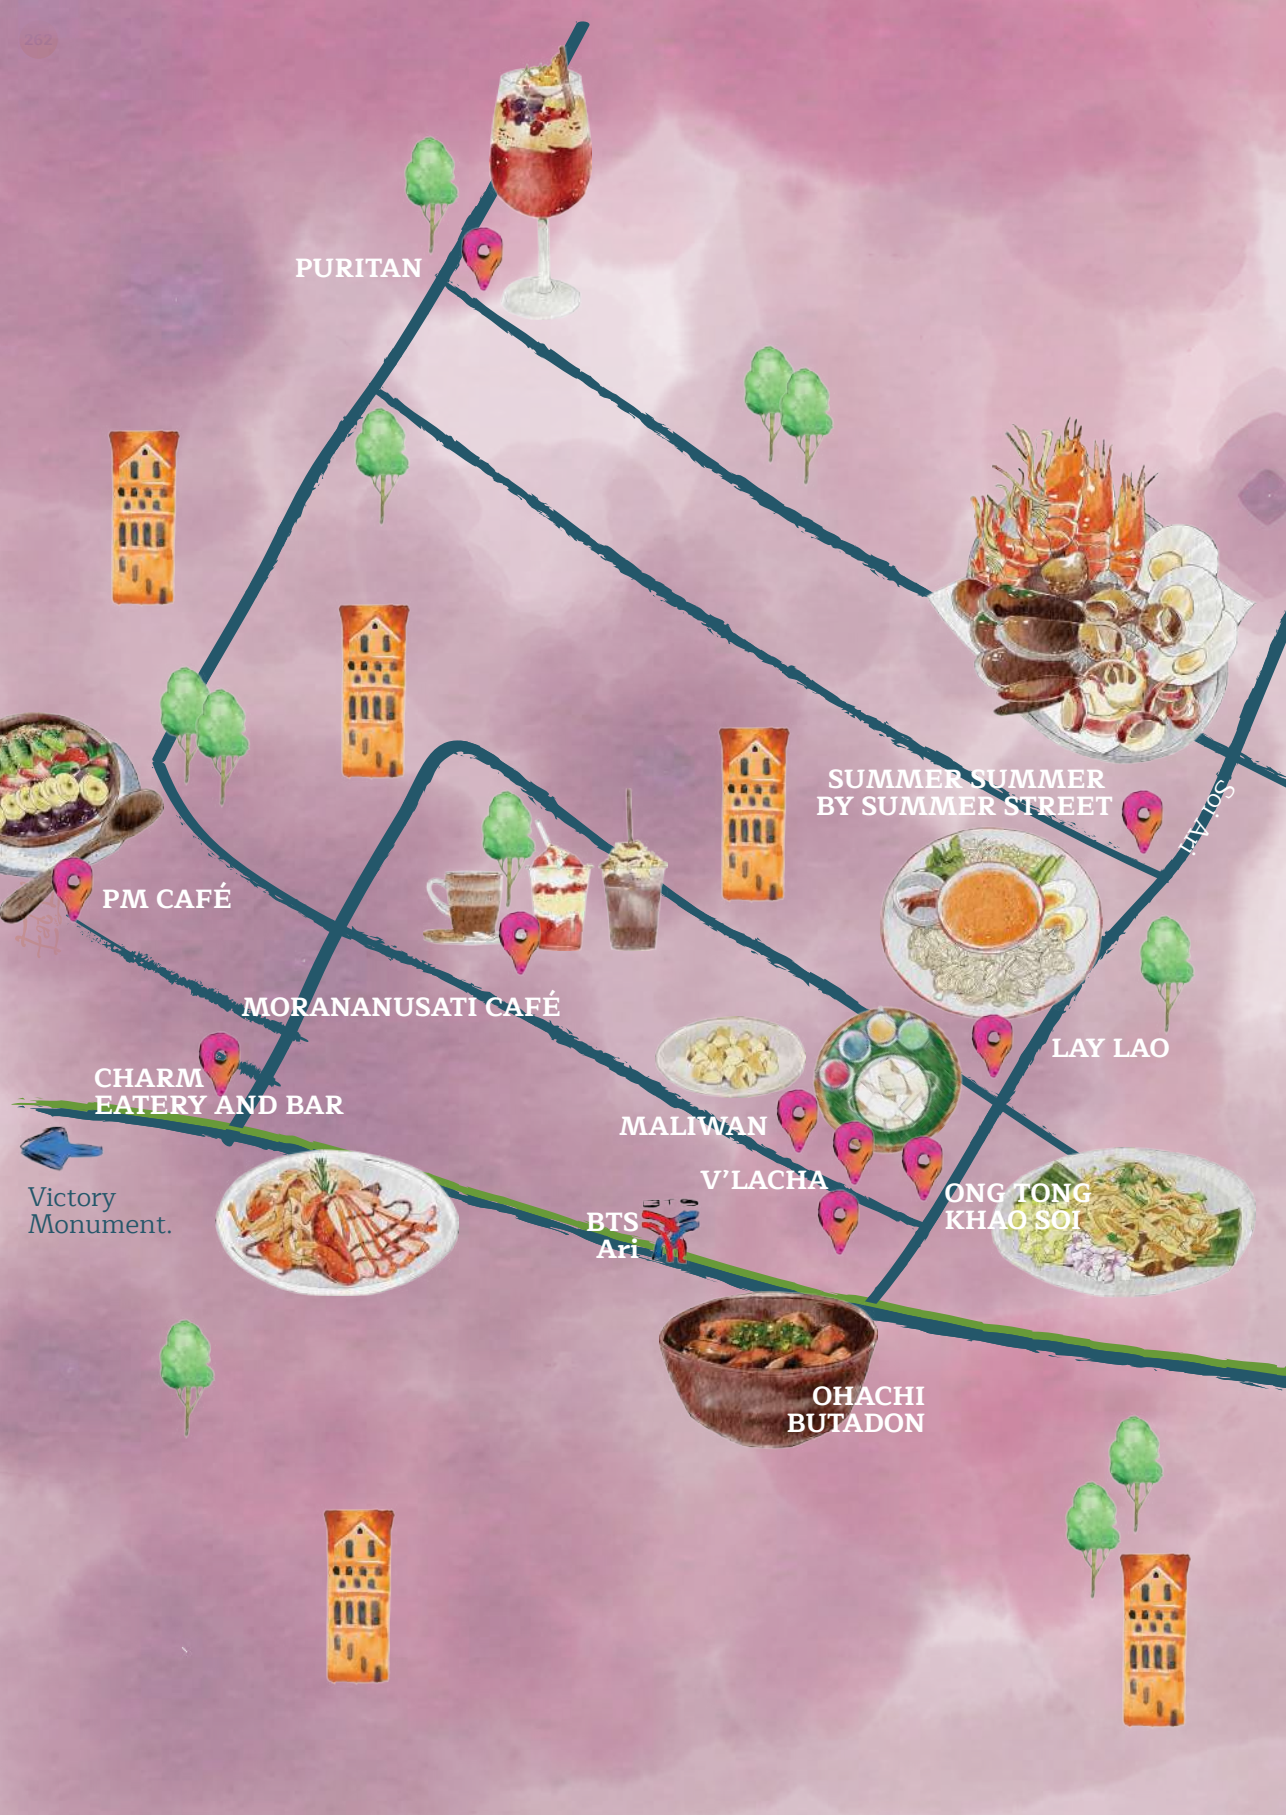 262
PURITAN
SUMMER SUMMER
BY SUMMER STREET
Soi Ari
PM CAFÉ
MORANANUSATI CAFÉ
LAY LAO
CHARM
EATERY AND BAR
MALIWAN
V'LACHA
ONG TONG
KHAO SOI
Victory
Monument.
BTS
Ari
OHACHI
BUTADON